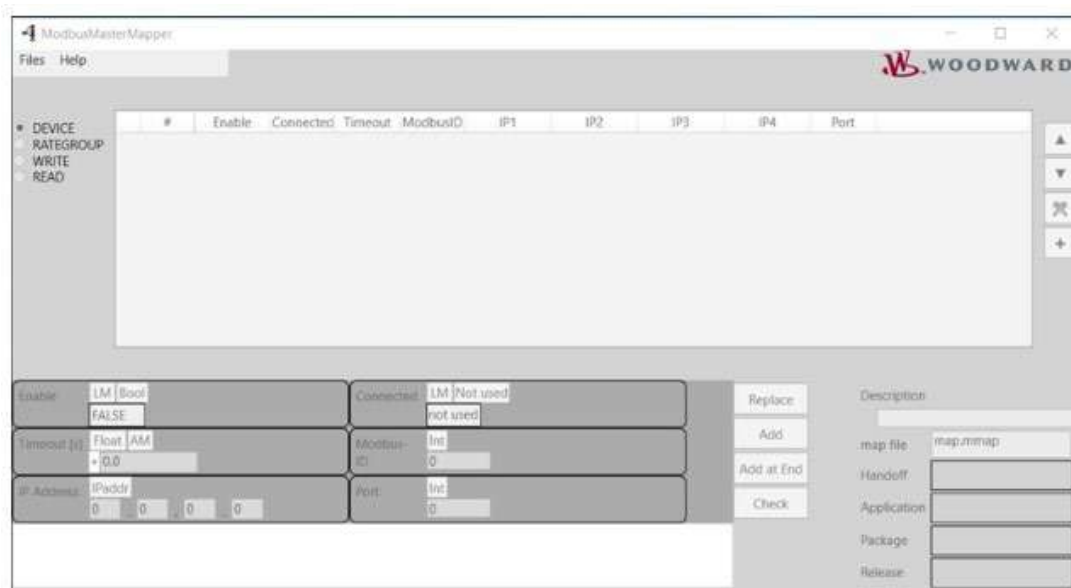 ModbusMasterMapper
Files Help
WOODWARD
DEVICE
RATEGROUP
WRITE
READ
# Enable Connected Timeout ModbusID IP1 IP2 IP3 IP4 Port
Enable LM Bool Connected LM Not used
FALSE not used
Timeout [s] Float AM Modbus-ID Int
+ 0.0 0
IP Address IPaddr Port Int
0 . 0 . 0 . 0 0
Replace
Add
Add at End
Check
Description
map file map.mmap
Handoff
Application
Package
Release